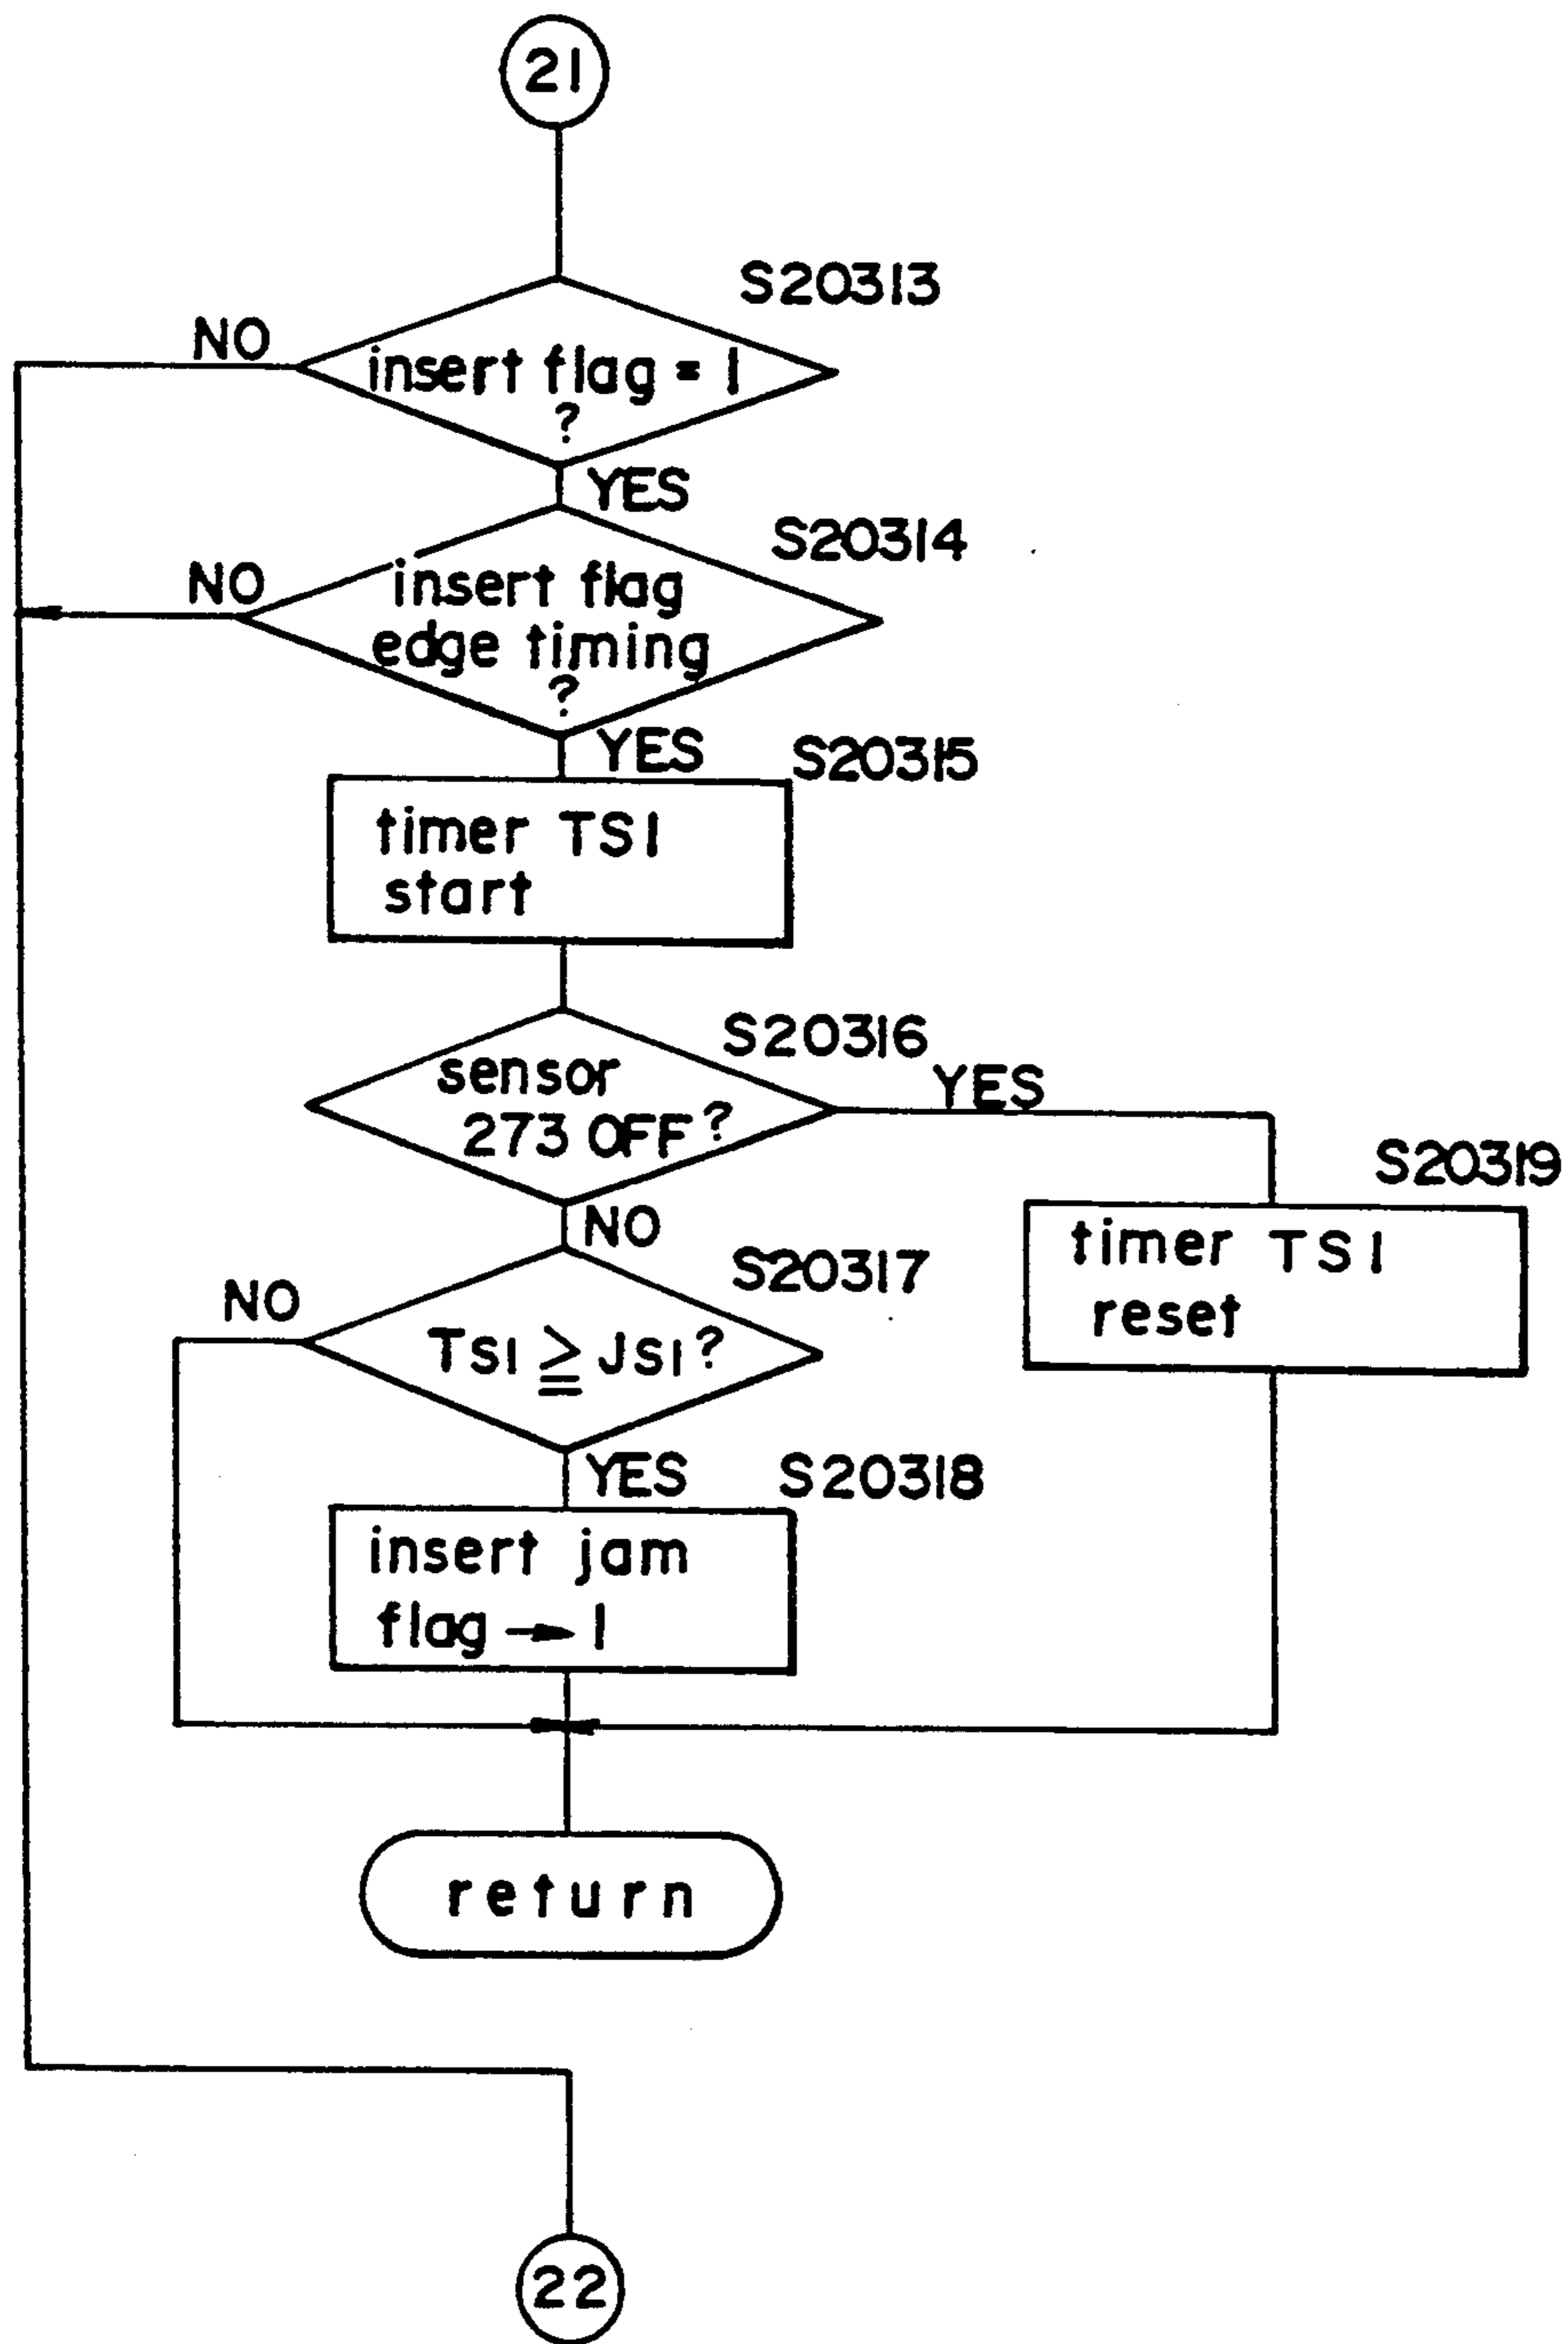 21
S20313
NO
insert flag = 1
?
YES
S20314
NO
insert flag
edge timing
?
YES
S20315
timer TS1
start
S20316
sensor
273 OFF?
YES
NO
S20319
timer TS1
reset
S20317
NO
TS1 ≧ JS1?
YES
S20318
insert jam
flag → 1
return
22